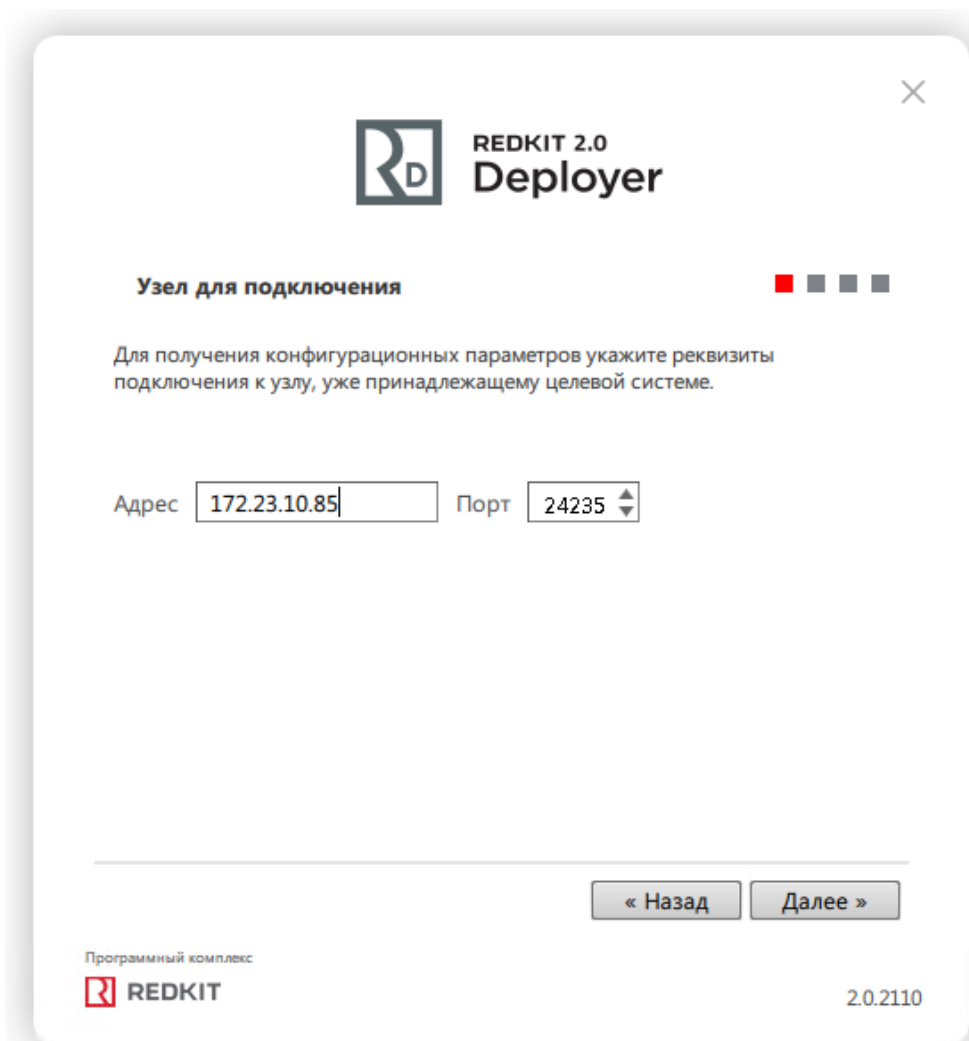 REDKIT 2.0
Deployer
Узел для подключения
Для получения конфигурационных параметров укажите реквизиты
подключения к узлу, уже принадлежащему целевой системе.
Адрес 172.23.10.85 Порт 24235
« Назад Далее »
Программный комплекс
REDKIT
2.0.2110